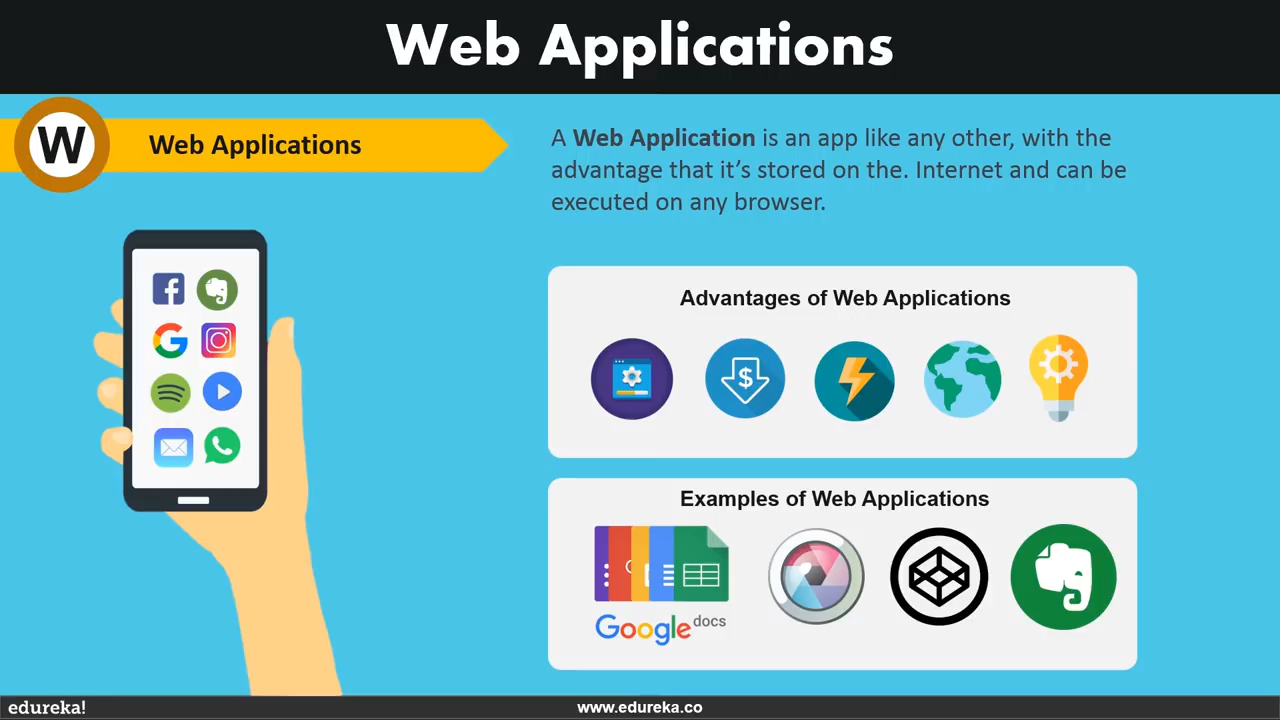 Web Applications
W
Web Applications
A Web Application is an app like any other, with the
advantage that it's stored on the. Internet and can be
executed on any browser.
Advantages of Web Applications
$
Examples of Web Applications
Google docs
edureka!
www.edureka.co